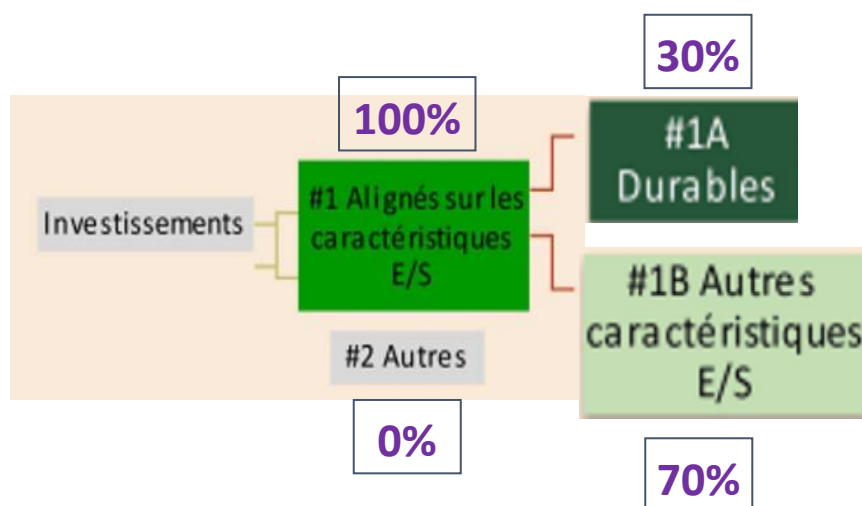 30%
100%
#1A
Durables
Investissements
#1 Alignés sur les
caractéristiques
E/S
#1B Autres
caractéristiques
E/S
#2 Autres
0%
70%